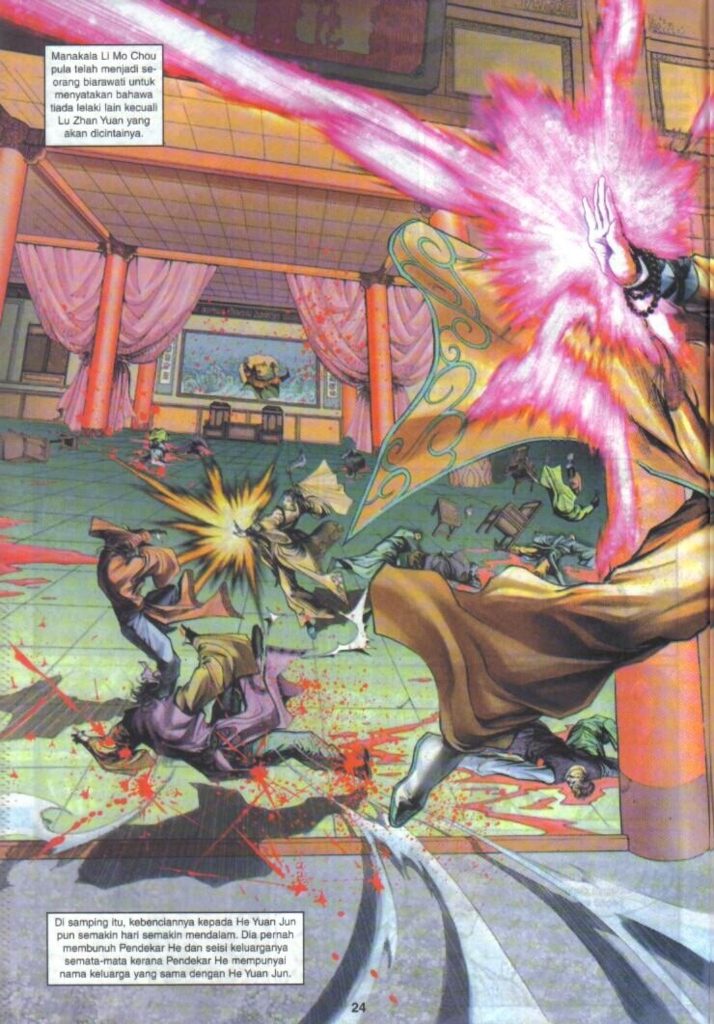 Manakala Li Mo Chou
pula telah menjadi se-
orang biarawati untuk
menyatakan bahawa
tiada lelaki lain kecuali
Lu Zhan Yuan yang
akan dicintainya.
Di samping itu, kebenciannya kepada He Yuan Jun
pun semakin hari semakin mendalam. Dia pernah
membunuh Pendekar He dan seisi keluarganya
semata-mata kerana Pendekar He mempunyai
nama keluarga yang sama dengan He Yuan Jun.
24